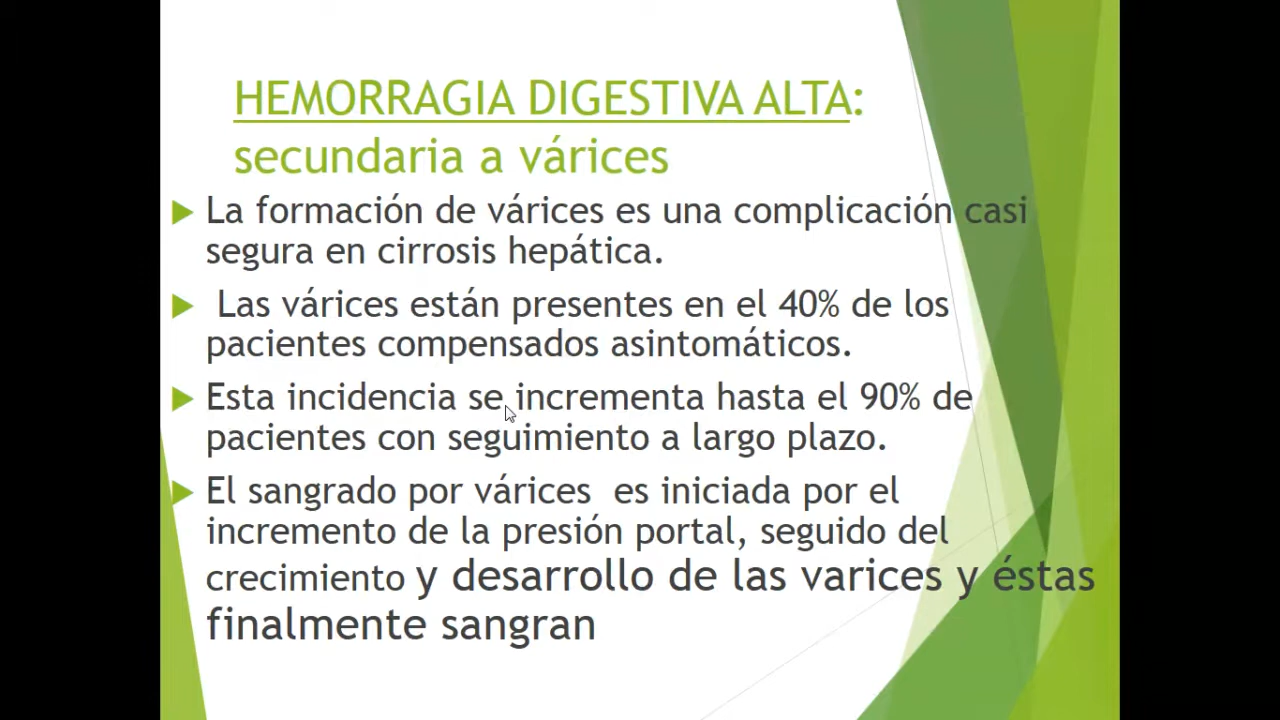 HEMORRAGIA DIGESTIVA ALTA:
secundaria a várices
La formación de várices es una complicación casi
segura en cirrosis hepática.
Las várices están presentes en el 40% de los
pacientes compensados asintomáticos.
Esta incidencia se incrementa hasta el 90% de
pacientes con seguimiento a largo plazo.
El sangrado por várices es iniciada por el
incremento de la presión portal, seguido del
crecimiento y desarrollo de las varices y éstas
finalmente sangran